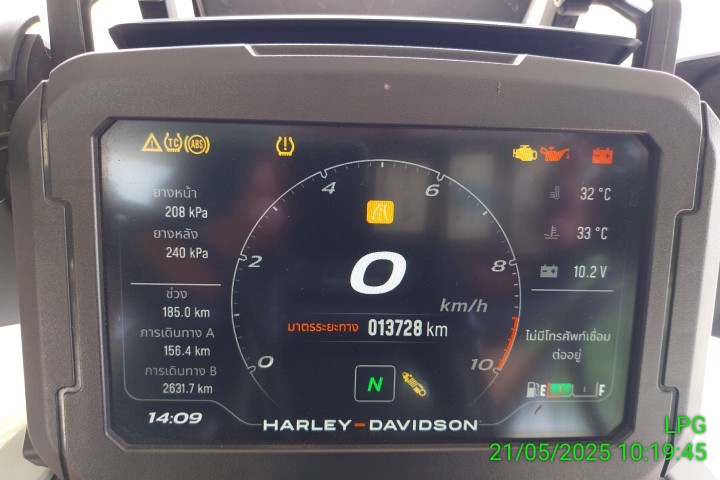 TC
ABS
ยางหน้า
208 kPa
ยางหลัง
240 kPa
ช่วง
185.0 km
การเดินทาง A
156.4 km
การเดินทาง B
2631.7 km
14:09
0
2
4
6
8
10
0
km/h
มาตรระยะทาง 013728 km
N
HARLEY-DAVIDSON
32 °C
33 °C
10.2 V
ไม่มีโทรศัพท์เชื่อม
ต่ออยู่
E F
LPG
21/05/2025 10:19:45